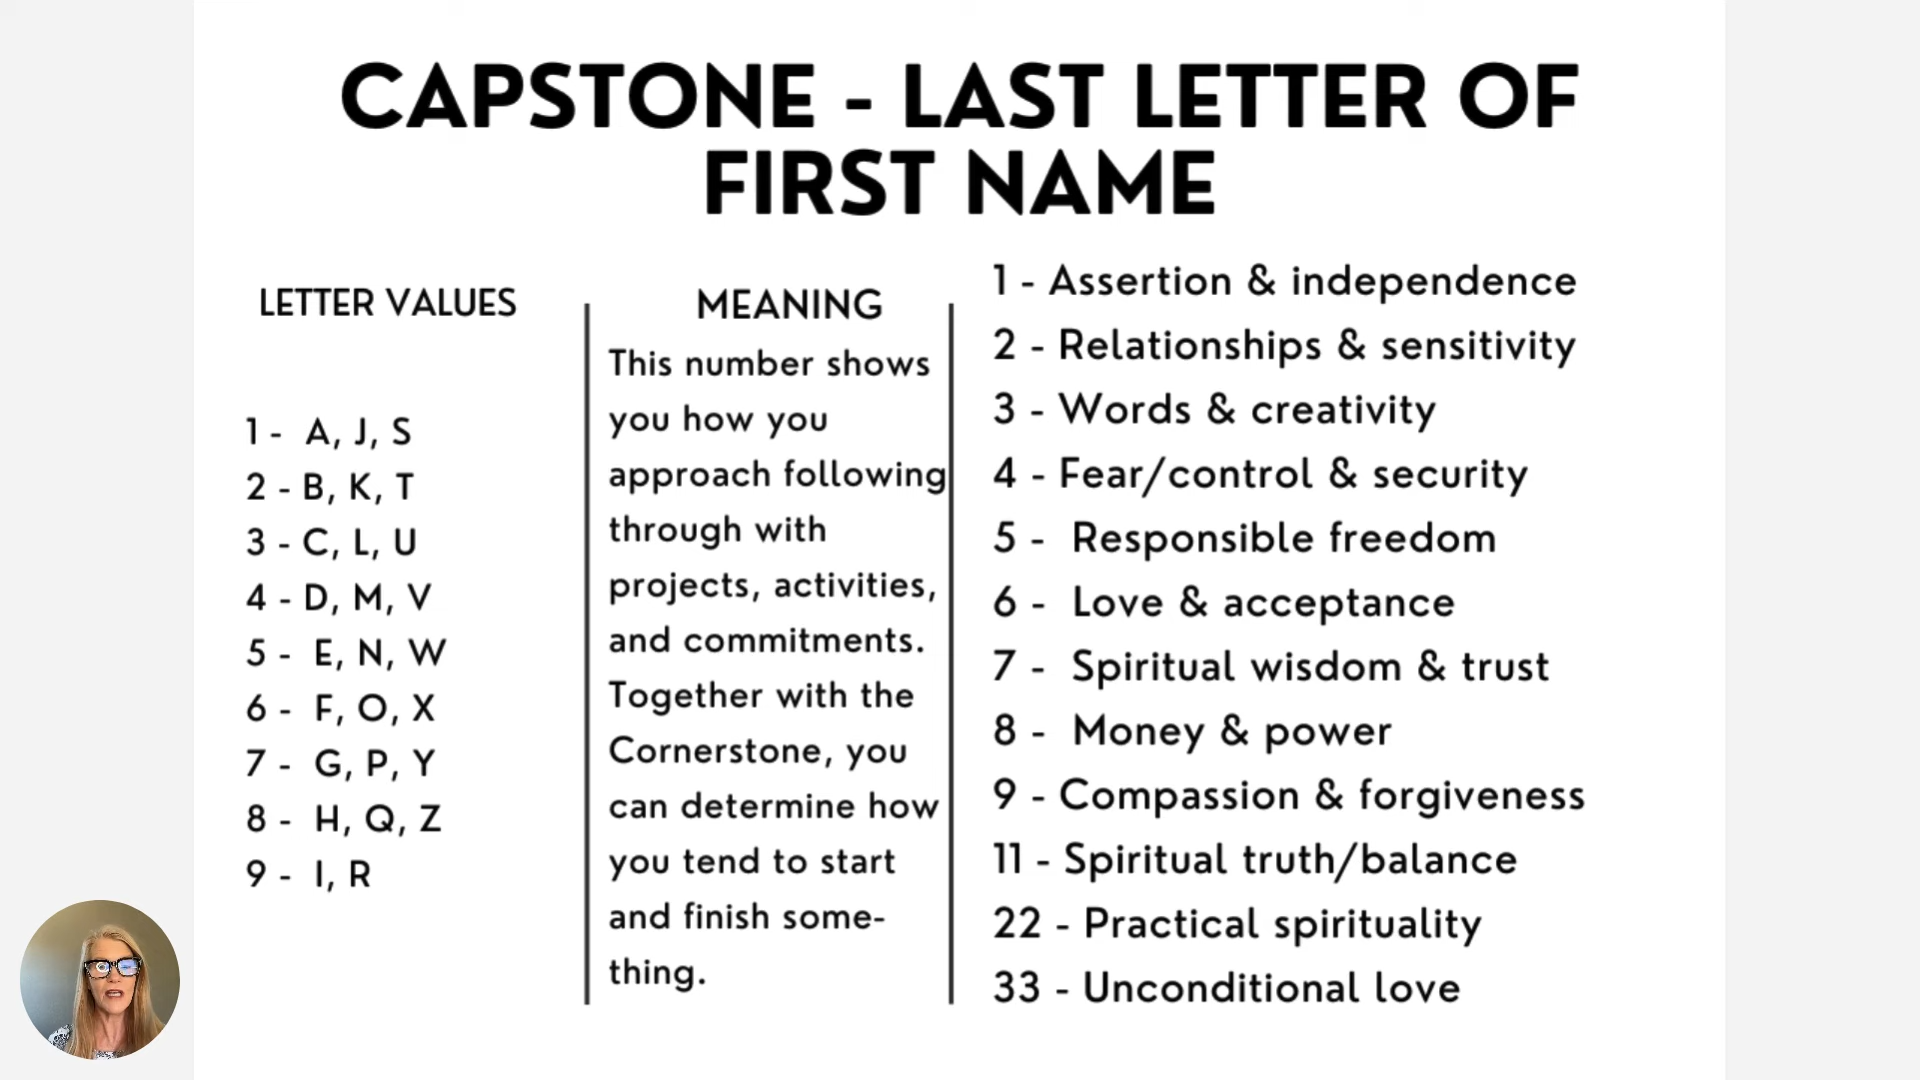 CAPSTONE - LAST LETTER OF
FIRST NAME
LETTER VALUES
1 - A, J, S
2 - B, K, T
3 - C, L, U
4 - D, M, V
5 - E, N, W
6 - F, O, X
7 - G, P, Y
8 - H, Q, Z
9 - I, R
MEANING
This number shows
you how you
approach following
through with
projects, activities,
and commitments.
Together with the
Cornerstone, you
can determine how
you tend to start
and finish some-
thing.
1 - Assertion & independence
2 - Relationships & sensitivity
3 - Words & creativity
4 - Fear/control & security
5 - Responsible freedom
6 - Love & acceptance
7 - Spiritual wisdom & trust
8 - Money & power
9 - Compassion & forgiveness
11 - Spiritual truth/balance
22 - Practical spirituality
33 - Unconditional love